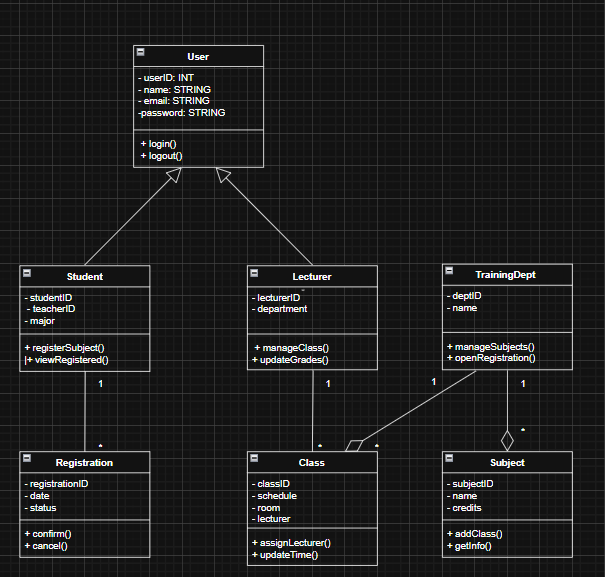 User
- userID: INT
- name: STRING
- email: STRING
-password: STRING
+ login()
+ logout()
Student
- studentID
- teacherID
- major
+ registerSubject()
|+ viewRegistered()
Lecturer
- lecturerID
- department
+ manageClass()
+ updateGrades()
TrainingDept
- deptID
- name
+ manageSubjects()
+ openRegistration()
1
1
1
1
*
*
*
*
Registration
- registrationID
- date
- status
+ confirm()
+ cancel()
Class
- classID
- schedule
- room
- lecturer
+ assignLecturer()
+ updateTime()
Subject
- subjectID
- name
- credits
+ addClass()
+ getInfo()